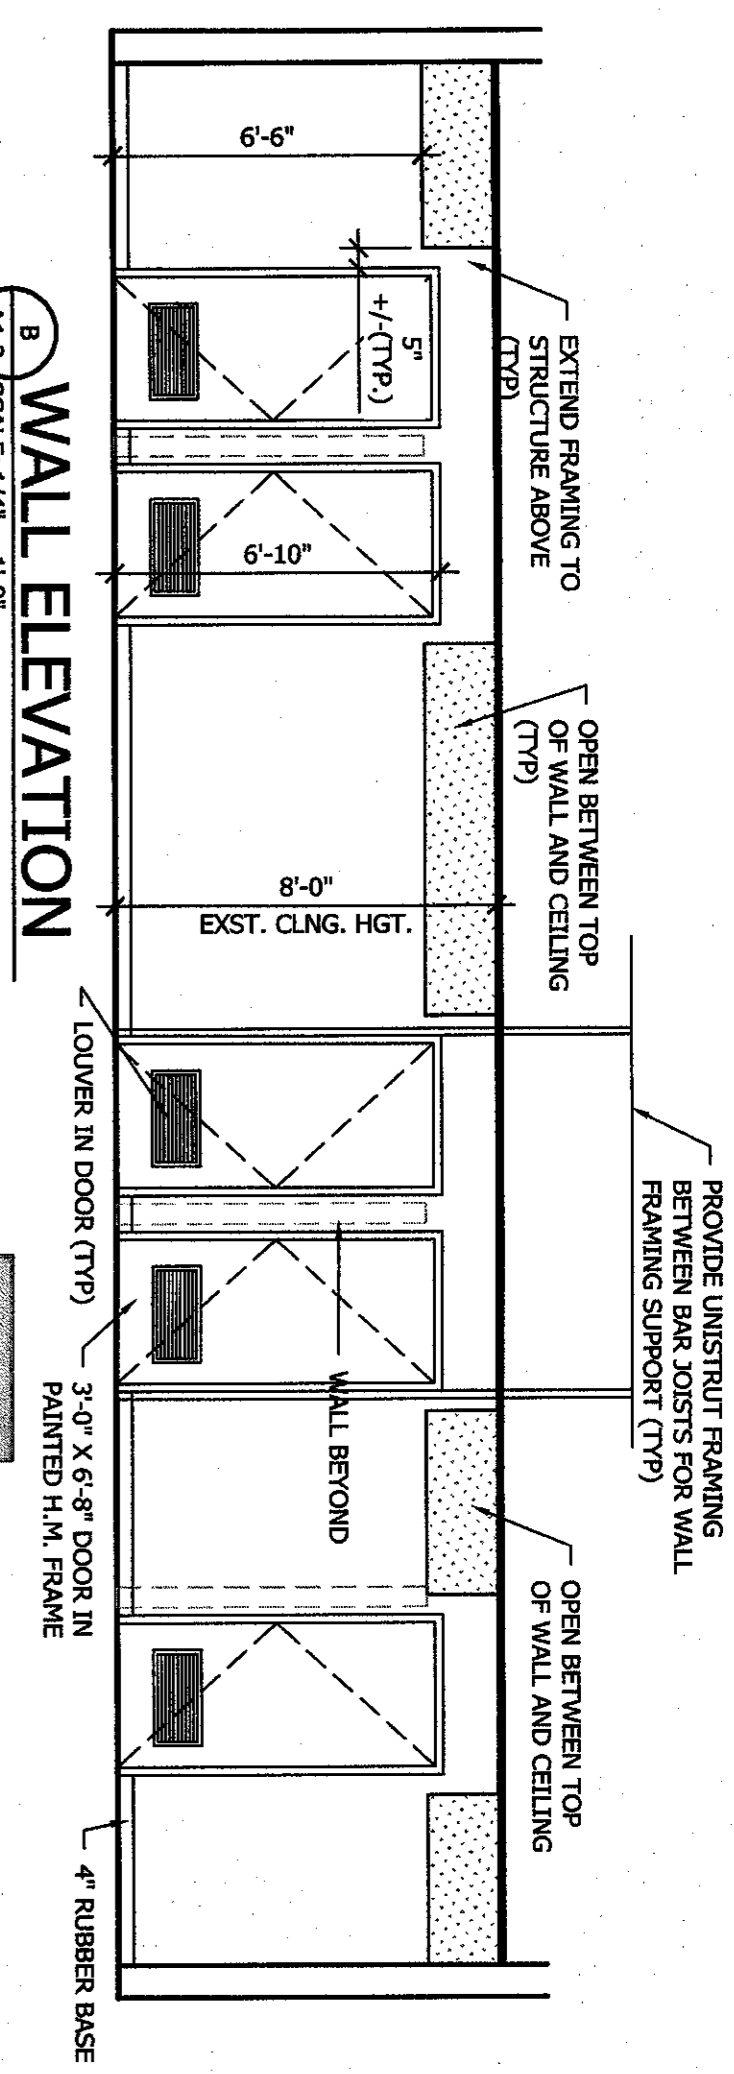 PROVIDE UNISTRUT FRAMING
BETWEEN BAR JOISTS FOR WALL
FRAMING SUPPORT (TYP)
EXTEND FRAMING TO
STRUCTURE ABOVE
(TYP)
OPEN BETWEEN TOP
OF WALL AND CEILING
(TYP)
OPEN BETWEEN TOP
OF WALL AND CEILING
6'-6"
5"
+/-(TYP.)
6'-10"
8'-0"
EXST. CLNG. HGT.
WALL BEYOND
LOUVER IN DOOR (TYP)
3'-0" X 6'-8" DOOR IN
PAINTED H.M. FRAME
4" RUBBER BASE
B
WALL ELEVATION